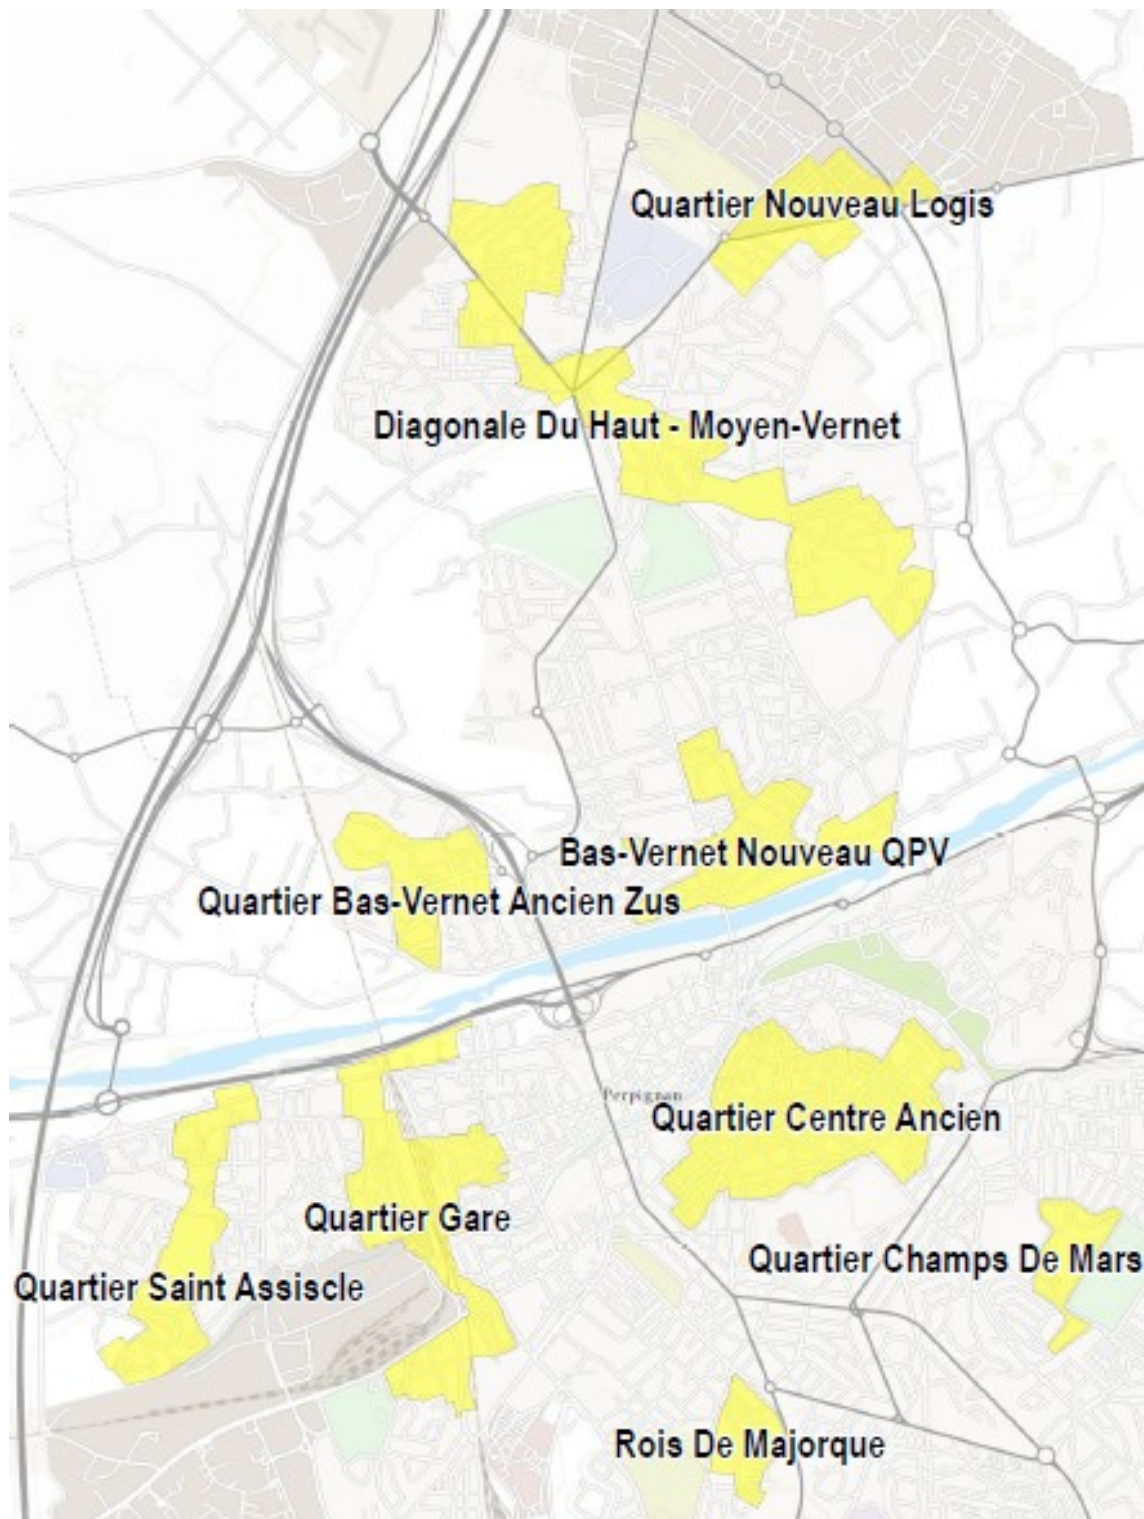 Quartier Nouveau Logis
Diagonale Du Haut - Moyen-Vernet
Bas-Vernet Nouveau QPV
Quartier Bas-Vernet Ancien Zus
Perpignan
Quartier Centre Ancien
Quartier Gare
Quartier Champs De Mars
Quartier Saint Assiscle
Rois De Majorque